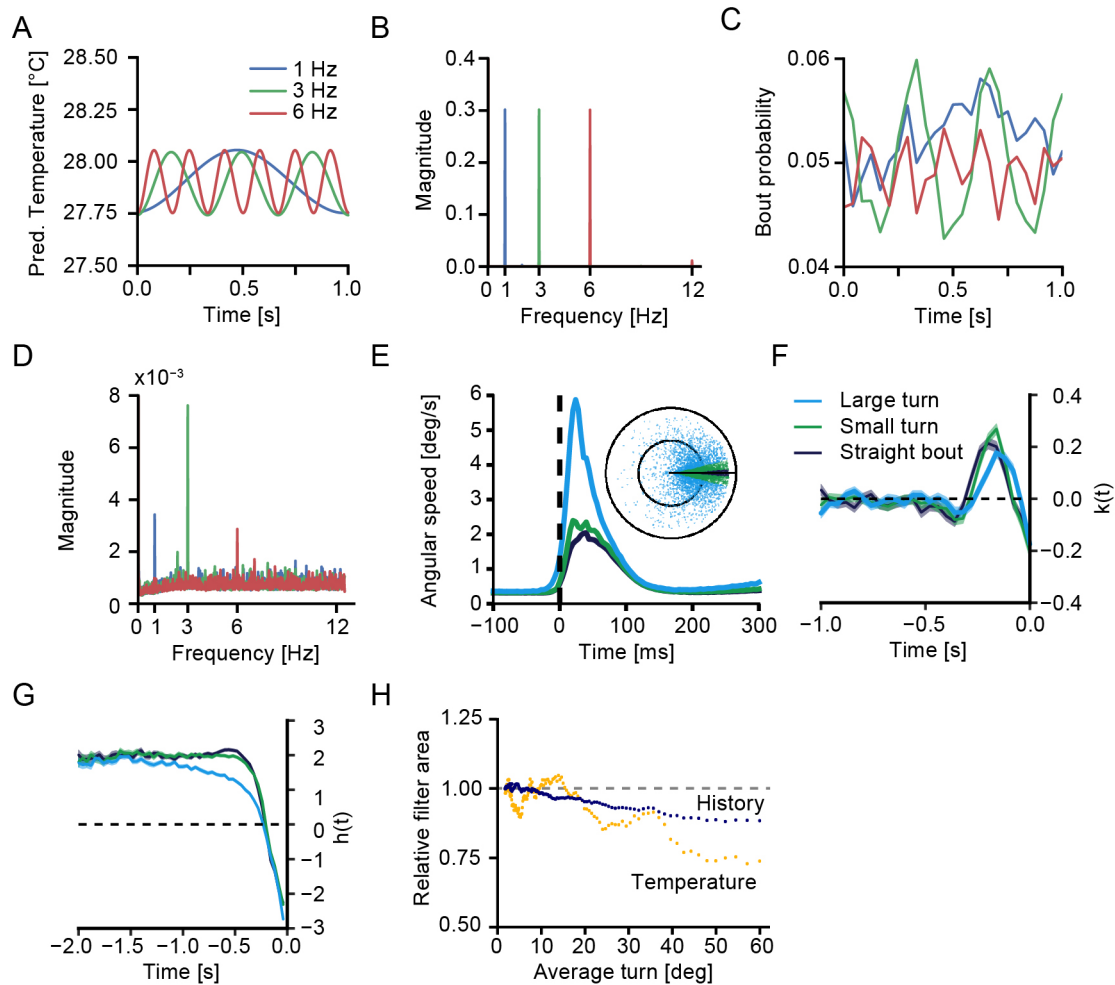 A
Pred. Temperature [°C]
28.50
28.25
28.00
27.75
27.50
1 Hz
3 Hz
6 Hz
0.0
0.5
1.0
Time [s]
B
Magnitude
0.4
0.3
0.2
0.1
0.0
0 1 3 6 12
Frequency [Hz]
C
Bout probability
0.06
0.05
0.04
0.0 0.5 1.0
Time [s]
D
x10⁻³
Magnitude
8
6
4
2
0
0 1 3 6 12
Frequency [Hz]
E
Angular speed [deg/s]
6
5
4
3
2
1
0
−100 0 100 200 300
Time [ms]
F
Large turn
Small turn
Straight bout
0.4
0.2
0.0
−0.2
−0.4
k(t)
−1.0 −0.5 0.0
Time [s]
G
3
2
1
0
−1
−2
−3
h(t)
−2.0 −1.5 −1.0 −0.5 0.0
Time [s]
H
Relative filter area
1.25
1.00
0.75
0.50
History
Temperature
0 10 20 30 40 50 60
Average turn [deg]